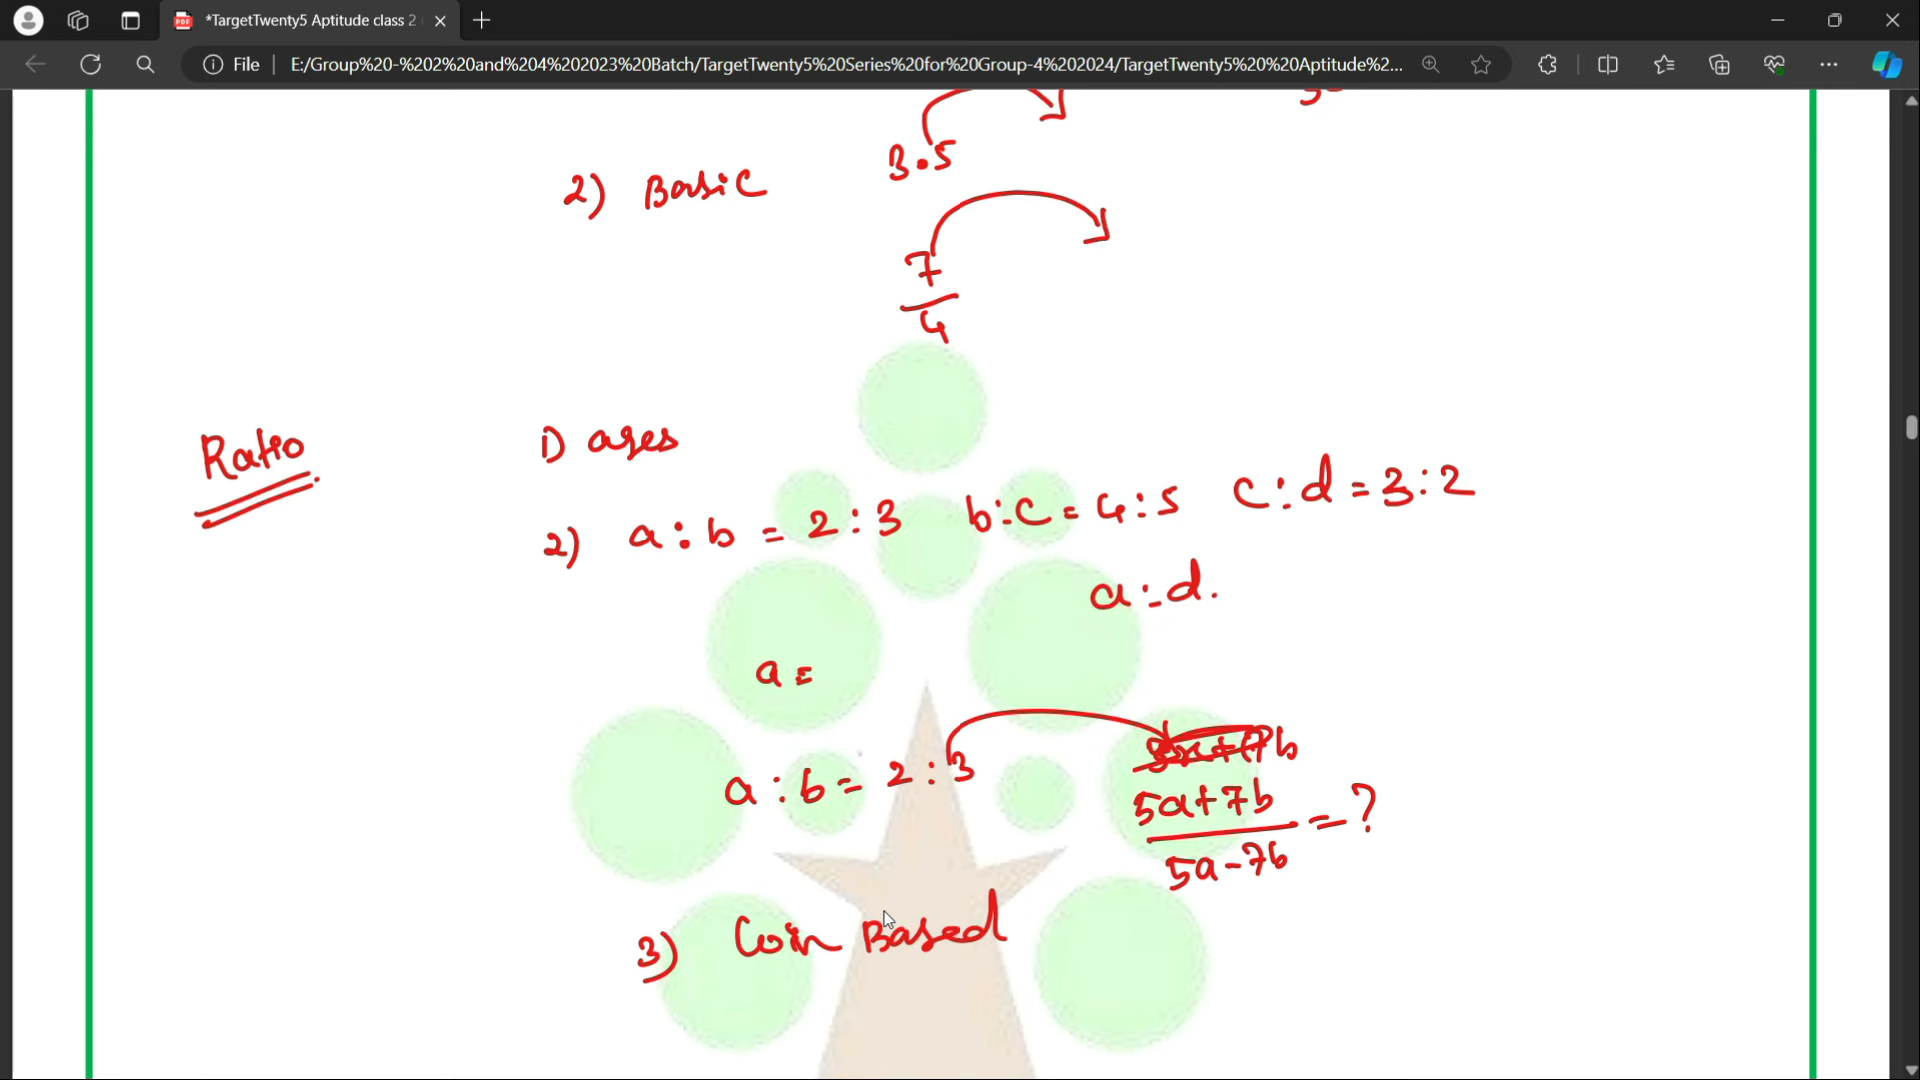 *TargetTwenty5 Aptitude class 2
File
E:/Group%20-%202%20and%204%202023%20Batch/TargetTwenty5%20Series%20for%20Group-4%202024/TargetTwenty5%20%20Aptitude%2...
3.5
2) Basic
7
4
Ratio
1) ages
2) a:b = 2:3 b:c = 4:5 c:d = 3:2
a:d.
a =
a:b = 2:3
5a+7b
5a-7b
= ?
3) Coin Based